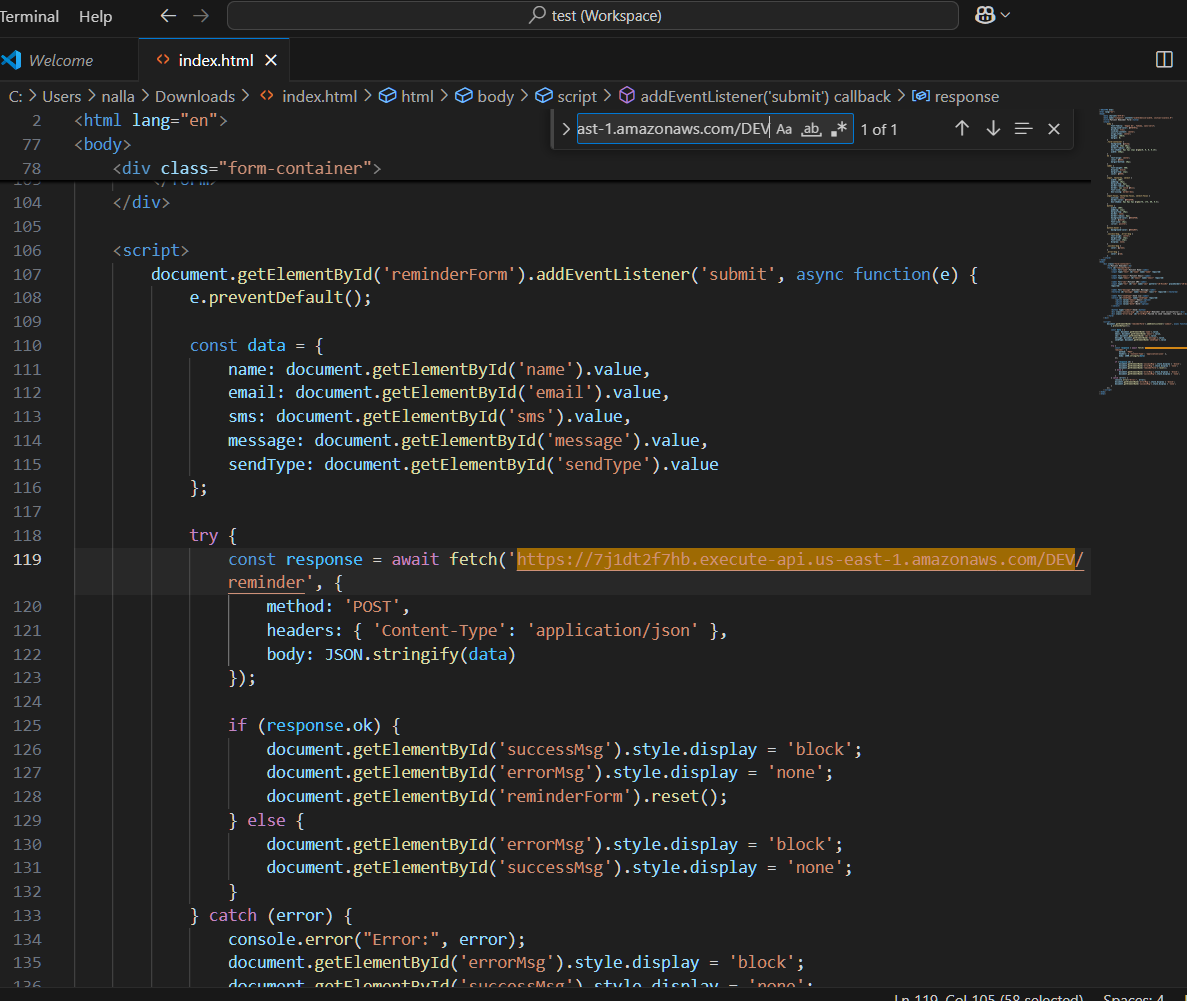 Terminal Help test (Workspace)
Welcome index.html
C: > Users > nalla > Downloads > index.html > html > body > script > addEventListener('submit') callback > response
ast-1.amazonaws.com/DEV Aa ab .* 1 of 1
2 <html lang="en">
77 <body>
78 <div class="form-container">
103 </form>
104 </div>
105
106 <script>
107 document.getElementById('reminderForm').addEventListener('submit', async function(e) {
108 e.preventDefault();
109
110 const data = {
111 name: document.getElementById('name').value,
112 email: document.getElementById('email').value,
113 sms: document.getElementById('sms').value,
114 message: document.getElementById('message').value,
115 sendType: document.getElementById('sendType').value
116 };
117
118 try {
119 const response = await fetch('https://7j1dt2f7hb.execute-api.us-east-1.amazonaws.com/DEV/
reminder', {
120 method: 'POST',
121 headers: { 'Content-Type': 'application/json' },
122 body: JSON.stringify(data)
123 });
124
125 if (response.ok) {
126 document.getElementById('successMsg').style.display = 'block';
127 document.getElementById('errorMsg').style.display = 'none';
128 document.getElementById('reminderForm').reset();
129 } else {
130 document.getElementById('errorMsg').style.display = 'block';
131 document.getElementById('successMsg').style.display = 'none';
132 }
133 } catch (error) {
134 console.error("Error:", error);
135 document.getElementById('errorMsg').style.display = 'block';
136 document.getElementById('successMsg').style.display = 'none';
Ln 119, Col 105 (58 selected) Spaces: 4